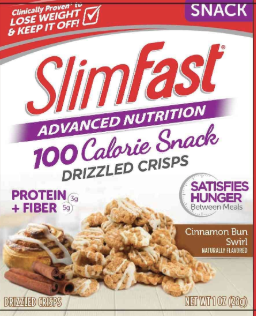 Clinically Proven* to
LOSE WEIGHT
& KEEP IT OFF!
SNACK
SlimFast®
ADVANCED NUTRITION
100 Calorie Snack
DRIZZLED CRISPS
PROTEIN 5g
+ FIBER 5g
SATISFIES
HUNGER
Between Meals
Cinnamon Bun
Swirl
NATURALLY FLAVORED
DRIZZLED CRISPS
NET WT 1 OZ (28g)